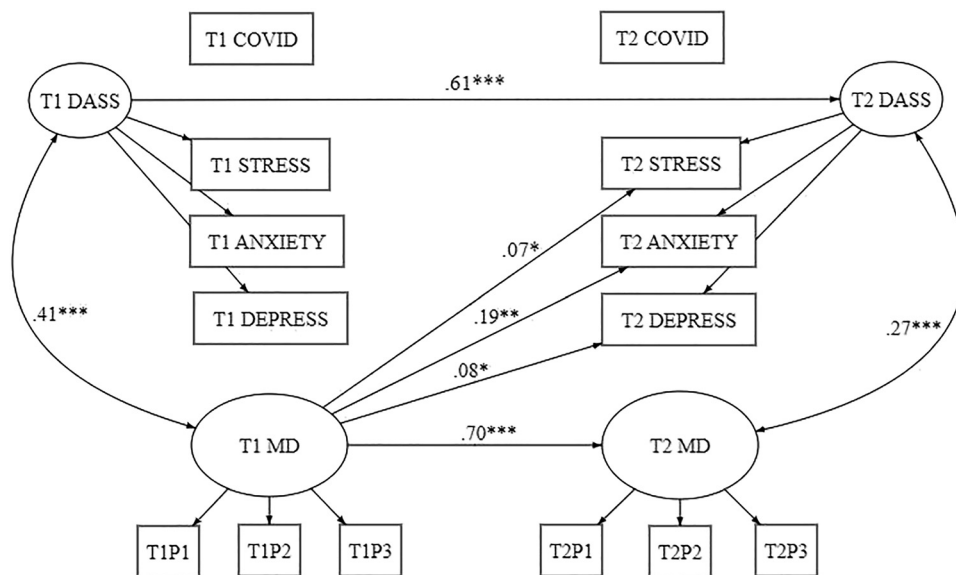 T1 COVID
T2 COVID
T1 DASS
.61***
T2 DASS
T1 STRESS
T2 STRESS
T1 ANXIETY
T2 ANXIETY
.07*
T1 DEPRESS
T2 DEPRESS
.41***
.19**
.27***
.08*
T1 MD
.70***
T2 MD
T1P1
T1P2
T1P3
T2P1
T2P2
T2P3